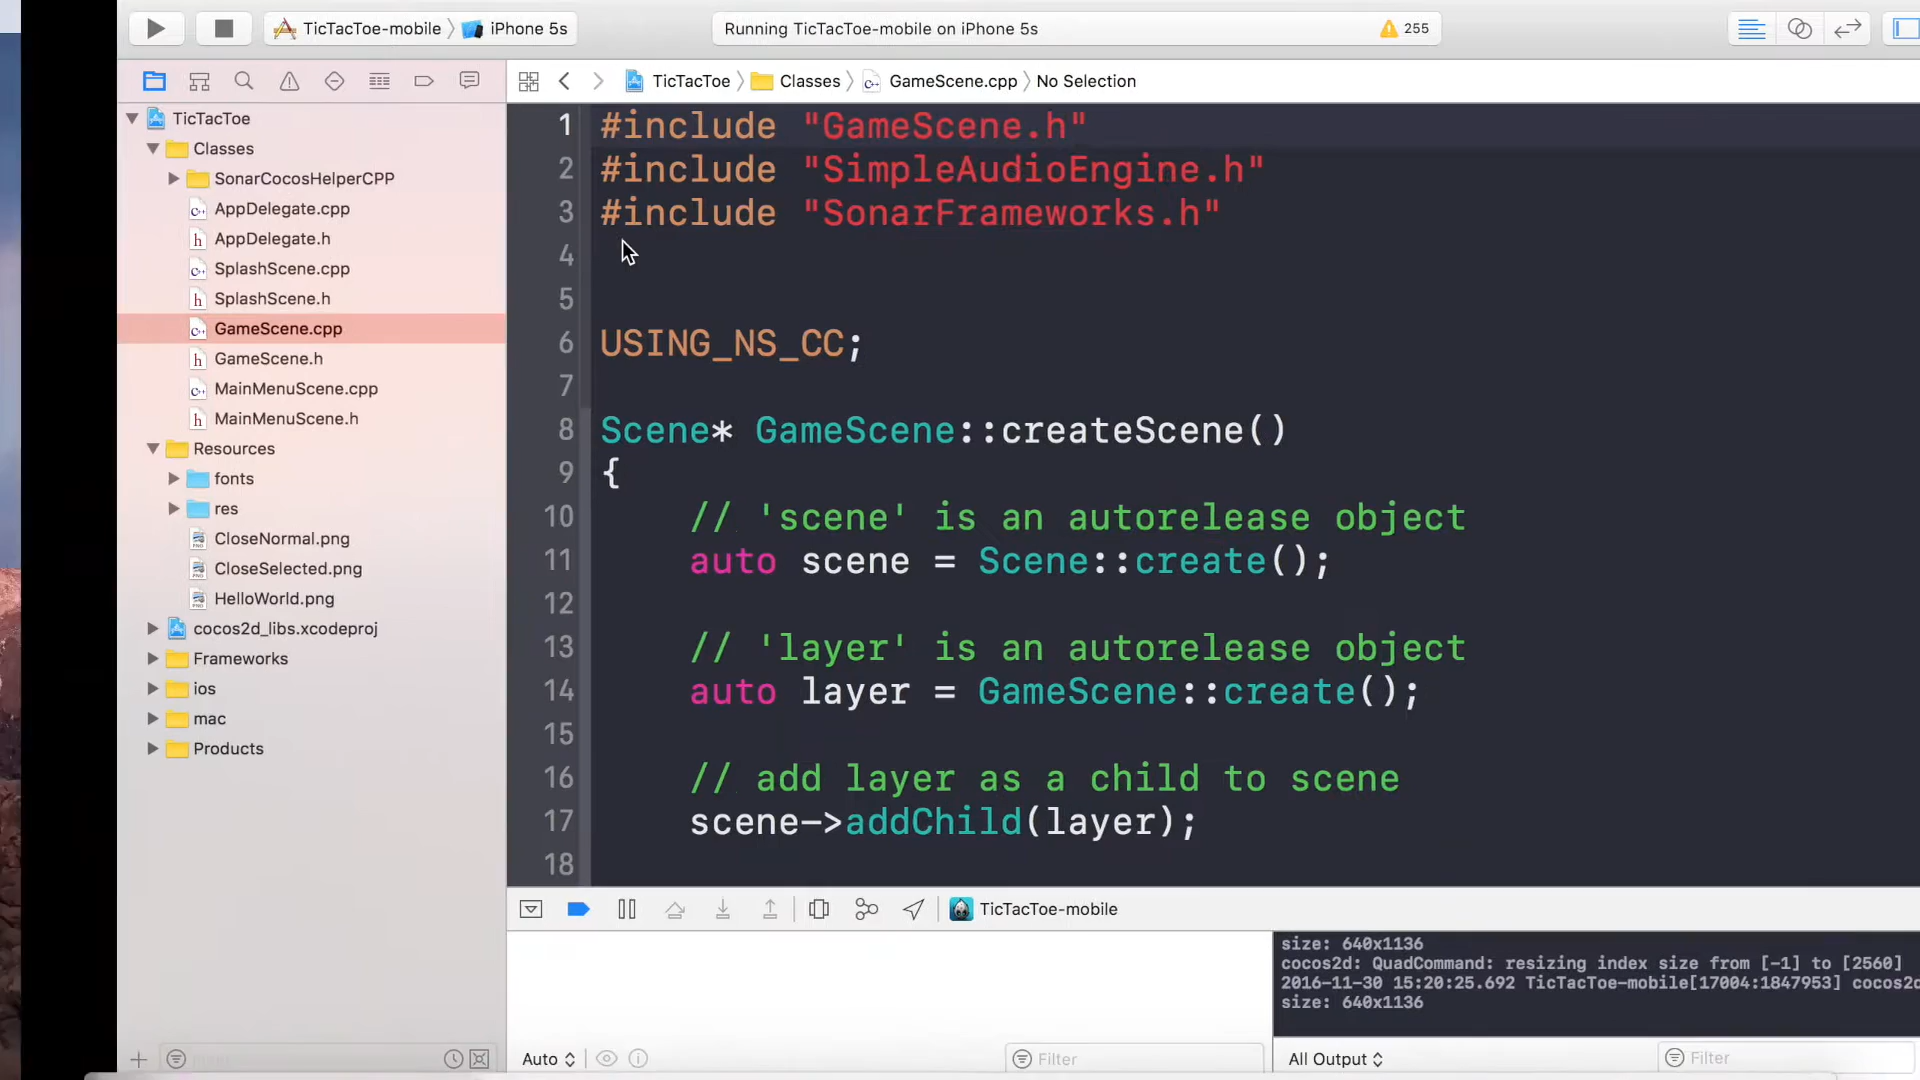 TicTacToe-mobile
iPhone 5s
Running TicTacToe-mobile on iPhone 5s
255
TicTacToe
Classes
GameScene.cpp
No Selection
TicTacToe
Classes
SonarCocosHelperCPP
AppDelegate.cpp
AppDelegate.h
SplashScene.cpp
SplashScene.h
GameScene.cpp
GameScene.h
MainMenuScene.cpp
MainMenuScene.h
Resources
fonts
res
CloseNormal.png
CloseSelected.png
HelloWorld.png
cocos2d_libs.xcodeproj
Frameworks
ios
mac
Products
1 #include "GameScene.h"
2 #include "SimpleAudioEngine.h"
3 #include "SonarFrameworks.h"
4
5
6 USING_NS_CC;
7
8 Scene* GameScene::createScene()
9 {
10 // 'scene' is an autorelease object
11 auto scene = Scene::create();
12
13 // 'layer' is an autorelease object
14 auto layer = GameScene::create();
15
16 // add layer as a child to scene
17 scene->addChild(layer);
18
TicTacToe-mobile
size: 640x1136
cocos2d: QuadCommand: resizing index size from [-1] to [2560]
2016-11-30 15:20:25.692 TicTacToe-mobile[17004:1847953] cocos2d
size: 640x1136
Auto
Filter
All Output
Filter